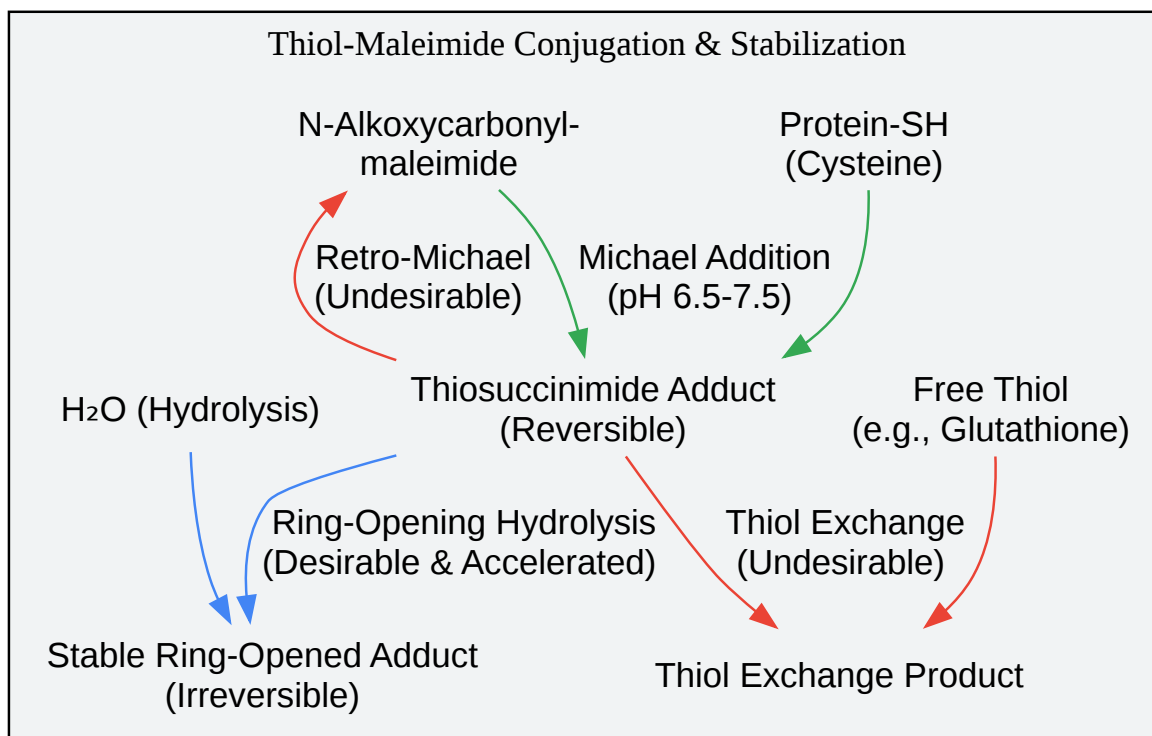 Thiol-Maleimide Conjugation & Stabilization
N-Alkoxycarbonyl-
maleimide
Protein-SH
(Cysteine)
Retro-Michael
(Undesirable)
Michael Addition
(pH 6.5-7.5)
H₂O (Hydrolysis)
Thiosuccinimide Adduct
(Reversible)
Free Thiol
(e.g., Glutathione)
Ring-Opening Hydrolysis
(Desirable & Accelerated)
Thiol Exchange
(Undesirable)
Stable Ring-Opened Adduct
(Irreversible)
Thiol Exchange Product